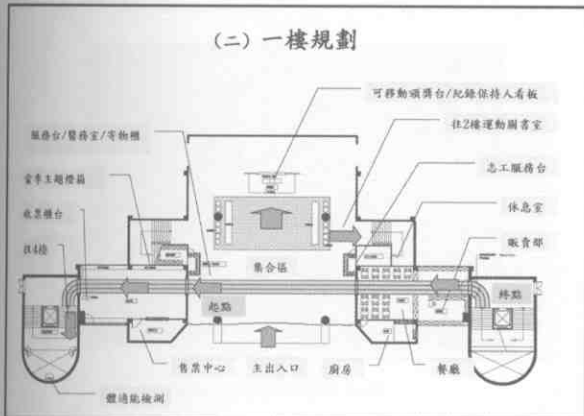 (二)一樓規劃
可移動頒獎台/紀錄保持人看板
往2樓運動圖書室
服務台/醫務室/寄物櫃
志工服務台
當季主題燈箱
休息室
收票櫃台
販賣部
往4樓
集合區
起點
終點
售票中心
主出入口
廚房
餐廳
體適能檢測